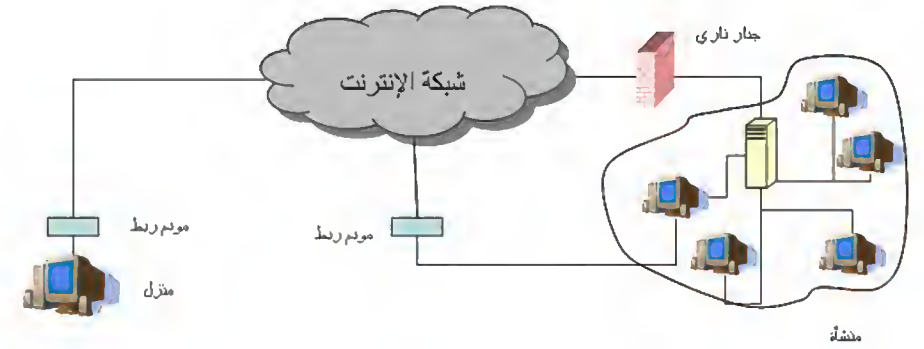 جدار ناري
شبكة الإنترنت
مودم ربط
مودم ربط
منزل
منشأة